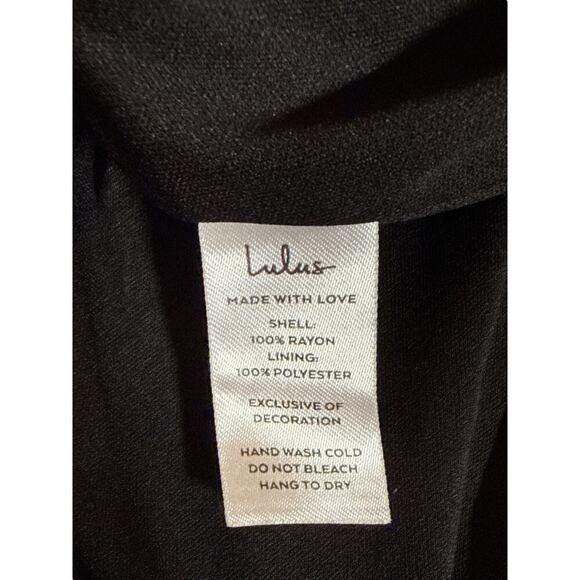 Lulus
MADE WITH LOVE
SHELL:
100% RAYON
LINING:
100% POLYESTER
EXCLUSIVE OF
DECORATION
HAND WASH COLD
DO NOT BLEACH
HANG TO DRY